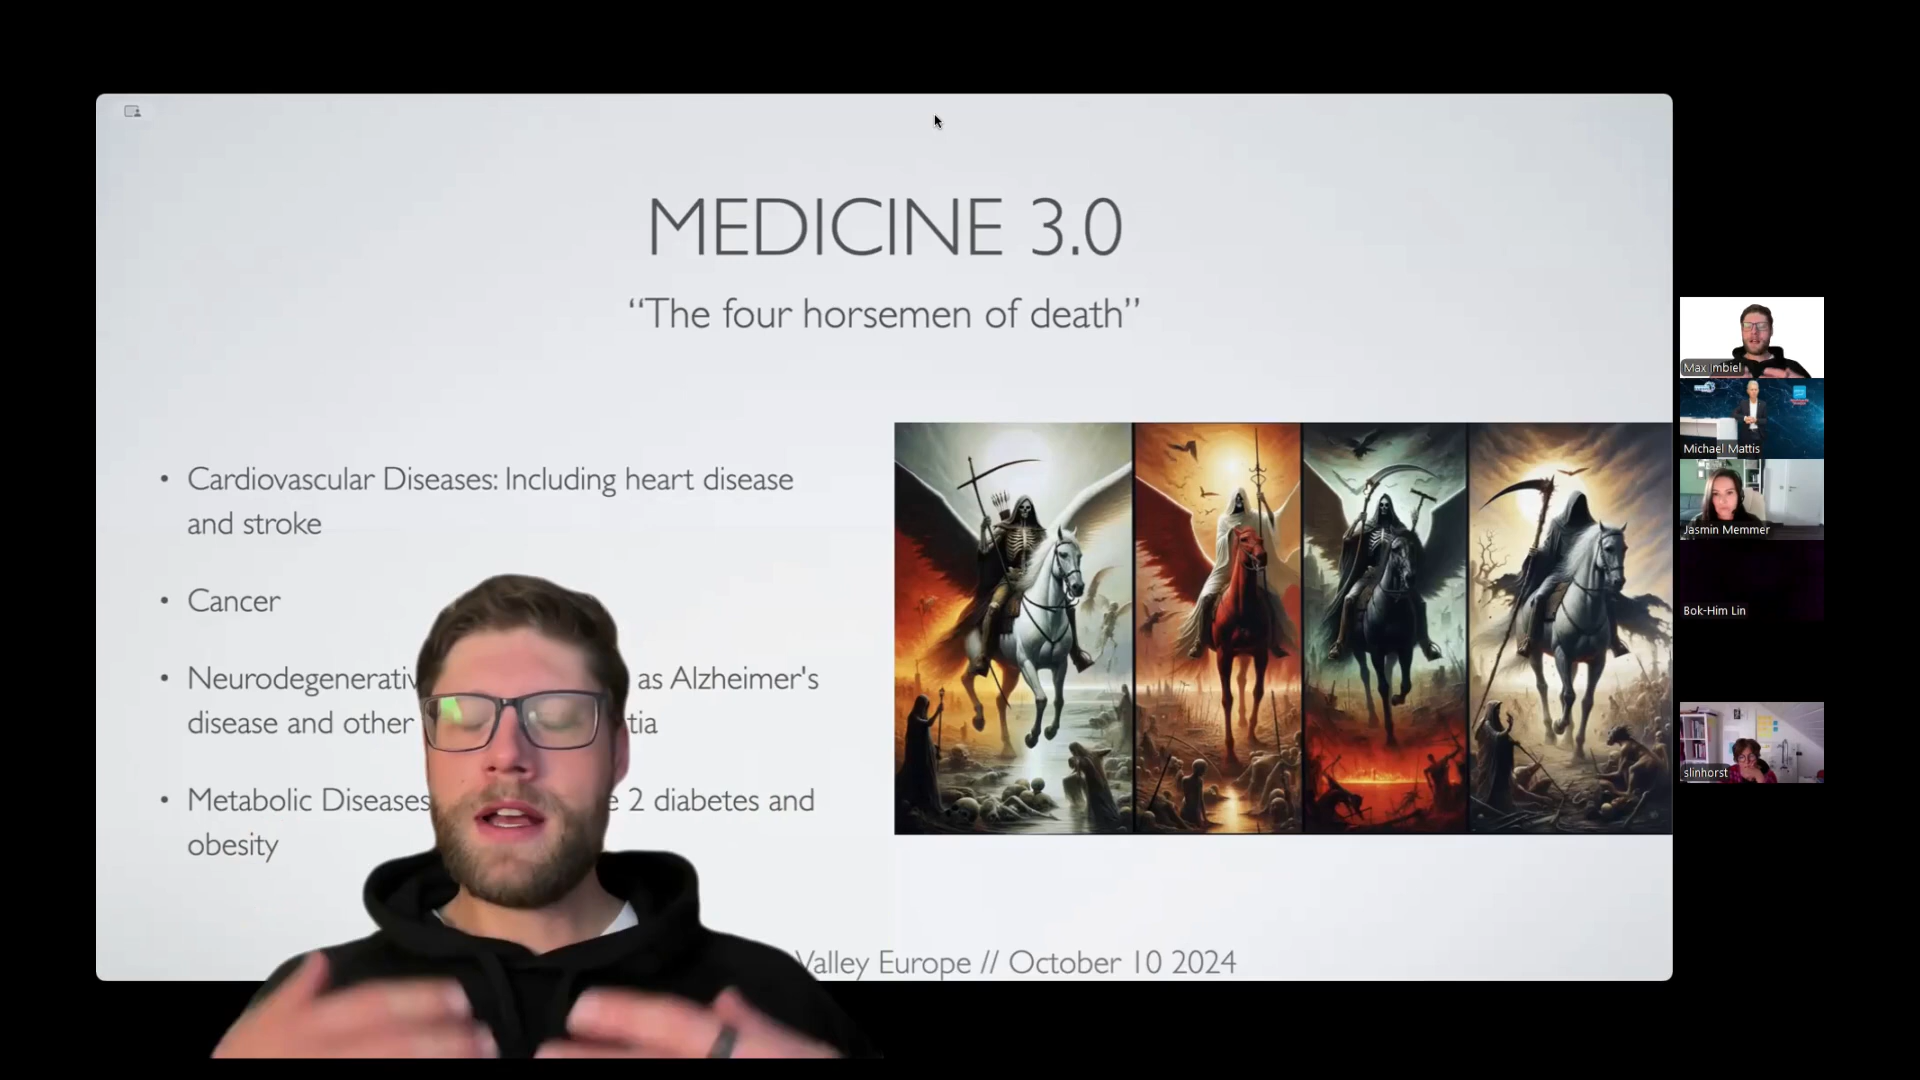 MEDICINE 3.0
“The four horsemen of death”
• Cardiovascular Diseases: Including heart disease
and stroke
• Cancer
• Neurodegenerativ as Alzheimer's
disease and other tia
• Metabolic Diseases 2 diabetes and
obesity
Valley Europe // October 10 2024
Max Imbiel
Michael Mattis
Jasmin Memmer
Bok-Him Lin
slinhorst